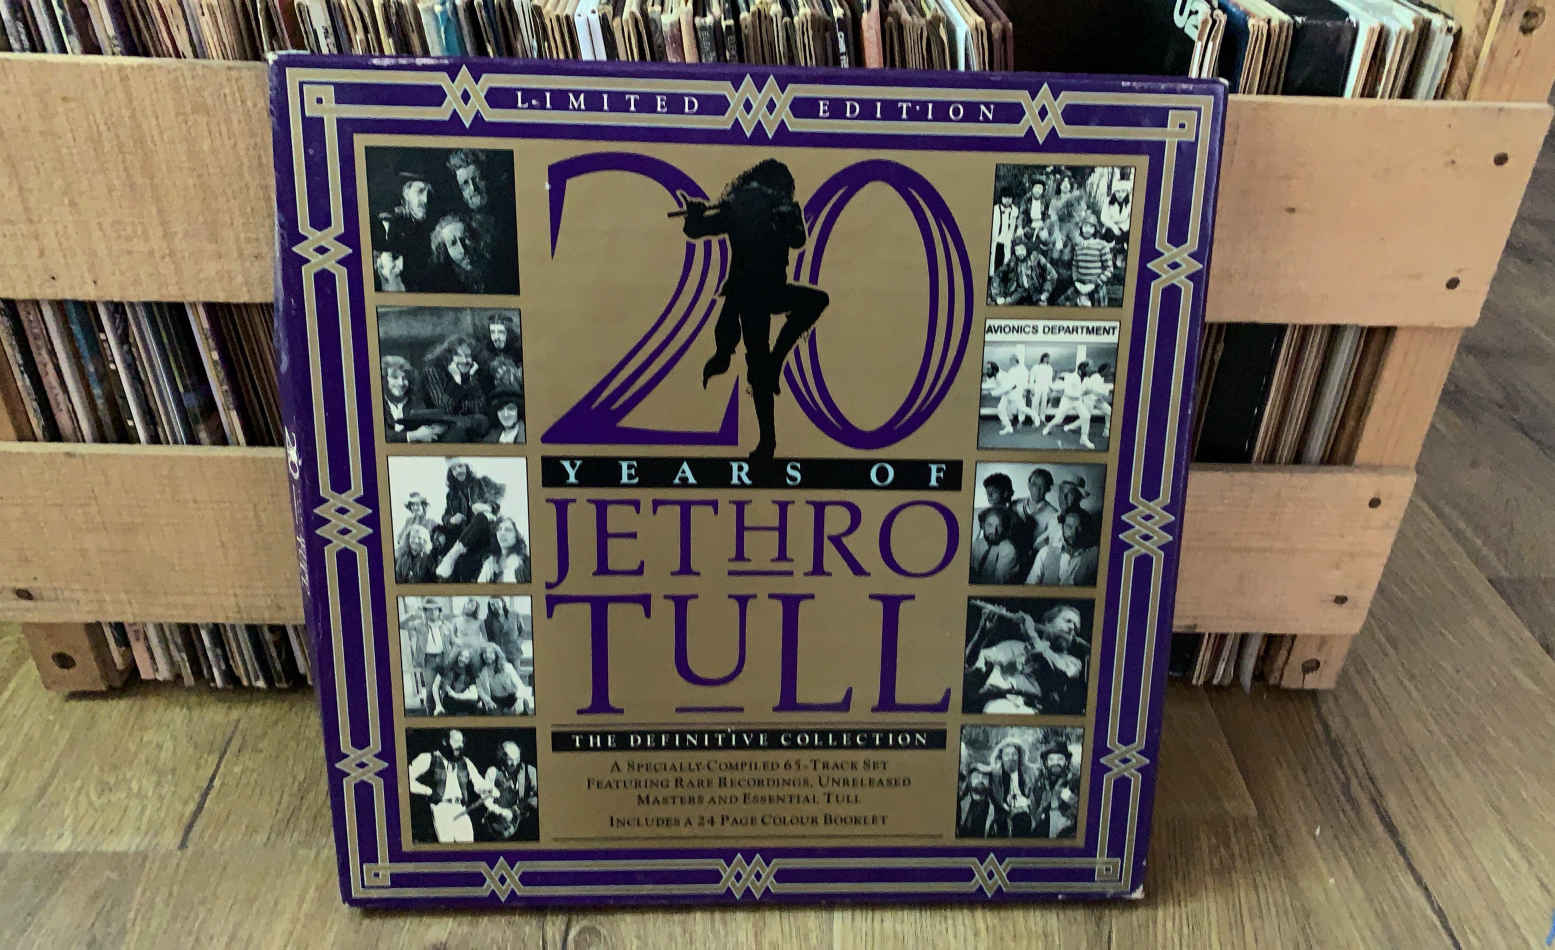 U2
LIMITED EDITION
20
AVIONICS DEPARTMENT
YEARS OF
JETHRO
TULL
THE DEFINITIVE COLLECTION
A SPECIALLY-COMPILED 65-TRACK SET
FEATURING RARE RECORDINGS, UNRELEASED
MASTERS AND ESSENTIAL TULL
INCLUDES A 24 PAGE COLOUR BOOKLET